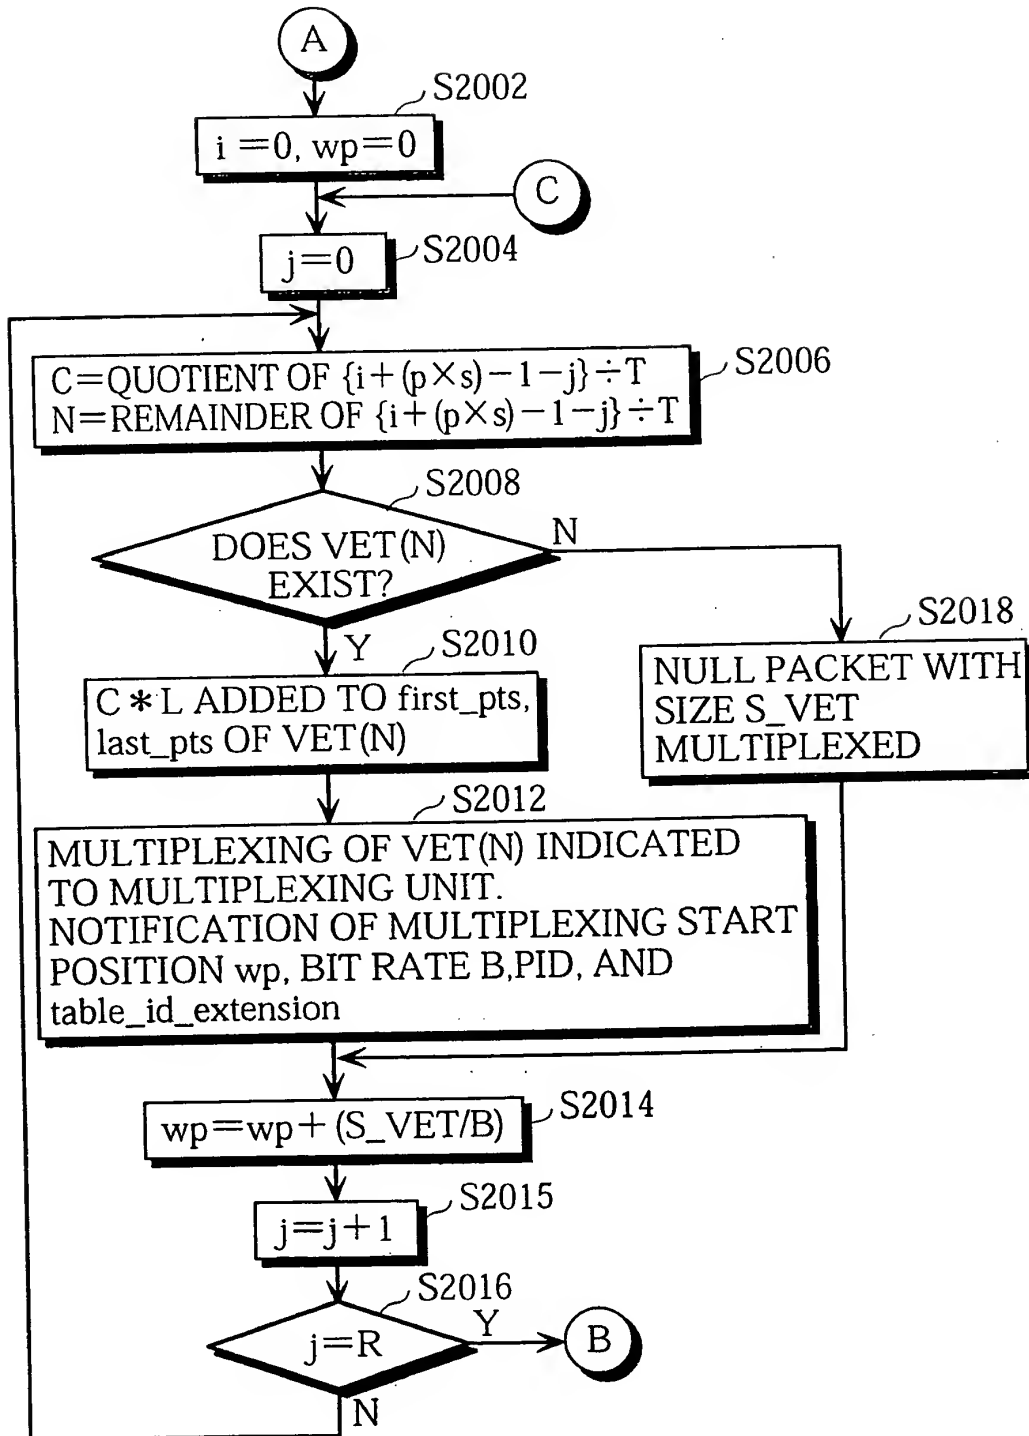 A
S2002
i=0, wp=0
C
S2004
j=0
S2006
C=QUOTIENT OF {i+(p×s)−1−j}÷T
N=REMAINDER OF {i+(p×s)−1−j}÷T
S2008
DOES VET(N)
EXIST?
N
Y
S2010
C*L ADDED TO first_pts,
last_pts OF VET(N)
S2018
NULL PACKET WITH
SIZE S_VET
MULTIPLEXED
S2012
MULTIPLEXING OF VET(N) INDICATED
TO MULTIPLEXING UNIT.
NOTIFICATION OF MULTIPLEXING START
POSITION wp, BIT RATE B,PID, AND
table_id_extension
S2014
wp=wp+(S_VET/B)
S2015
j=j+1
S2016
j=R
Y
B
N